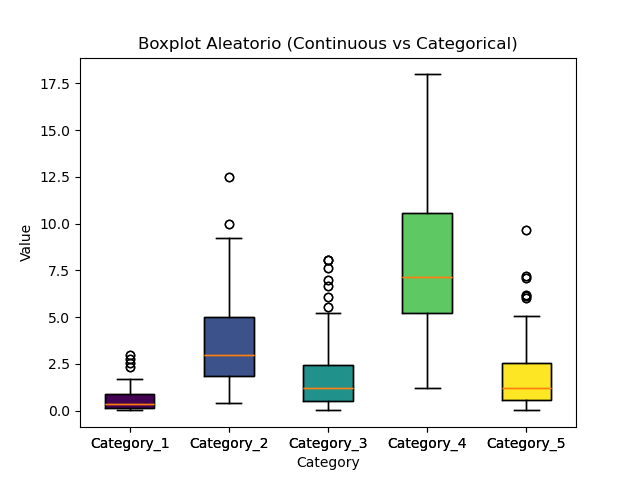 Boxplot Aleatorio (Continuous vs Categorical)
17.5
15.0
12.5
10.0
7.5
5.0
2.5
0.0
Value
Category_1 Category_2 Category_3 Category_4 Category_5
Category